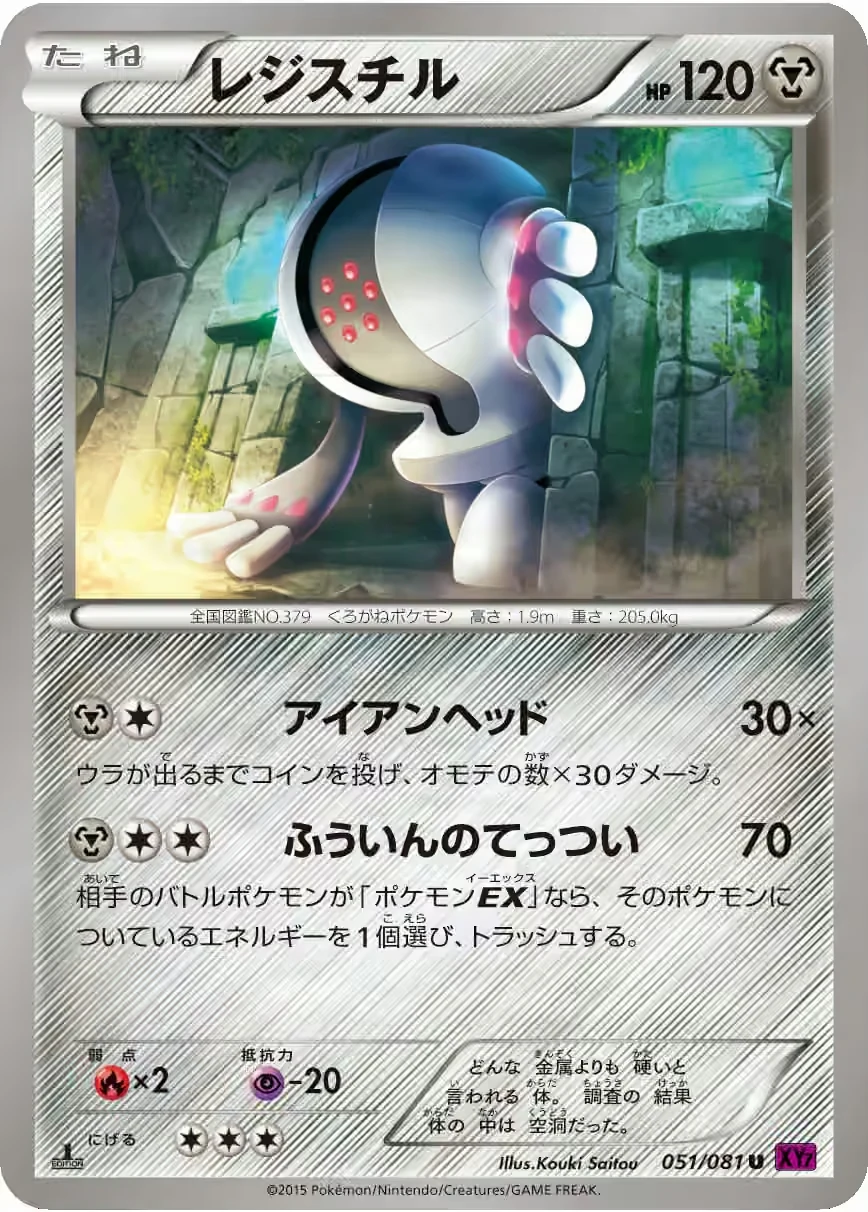 たね レジスチル HP 120
全国図鑑NO.379 くろがねポケモン 高さ:1.9m 重さ:205.0kg
アイアンヘッド 30×
ウラが出るまでコインを投げ、オモテの数×30ダメージ。
ふういんのてっつい 70
相手のバトルポケモンが「ポケモンEX」なら、そのポケモンに
ついているエネルギーを1個選び、トラッシュする。
弱点 抵抗力
×2 -20
にげる
どんな 金属よりも 硬いと
言われる 体。 調査の 結果
体の 中は 空洞だった。
1 EDITION
Illus.Kouki Saitou 051/081 U XY7
©2015 Pokémon/Nintendo/Creatures/GAME FREAK.